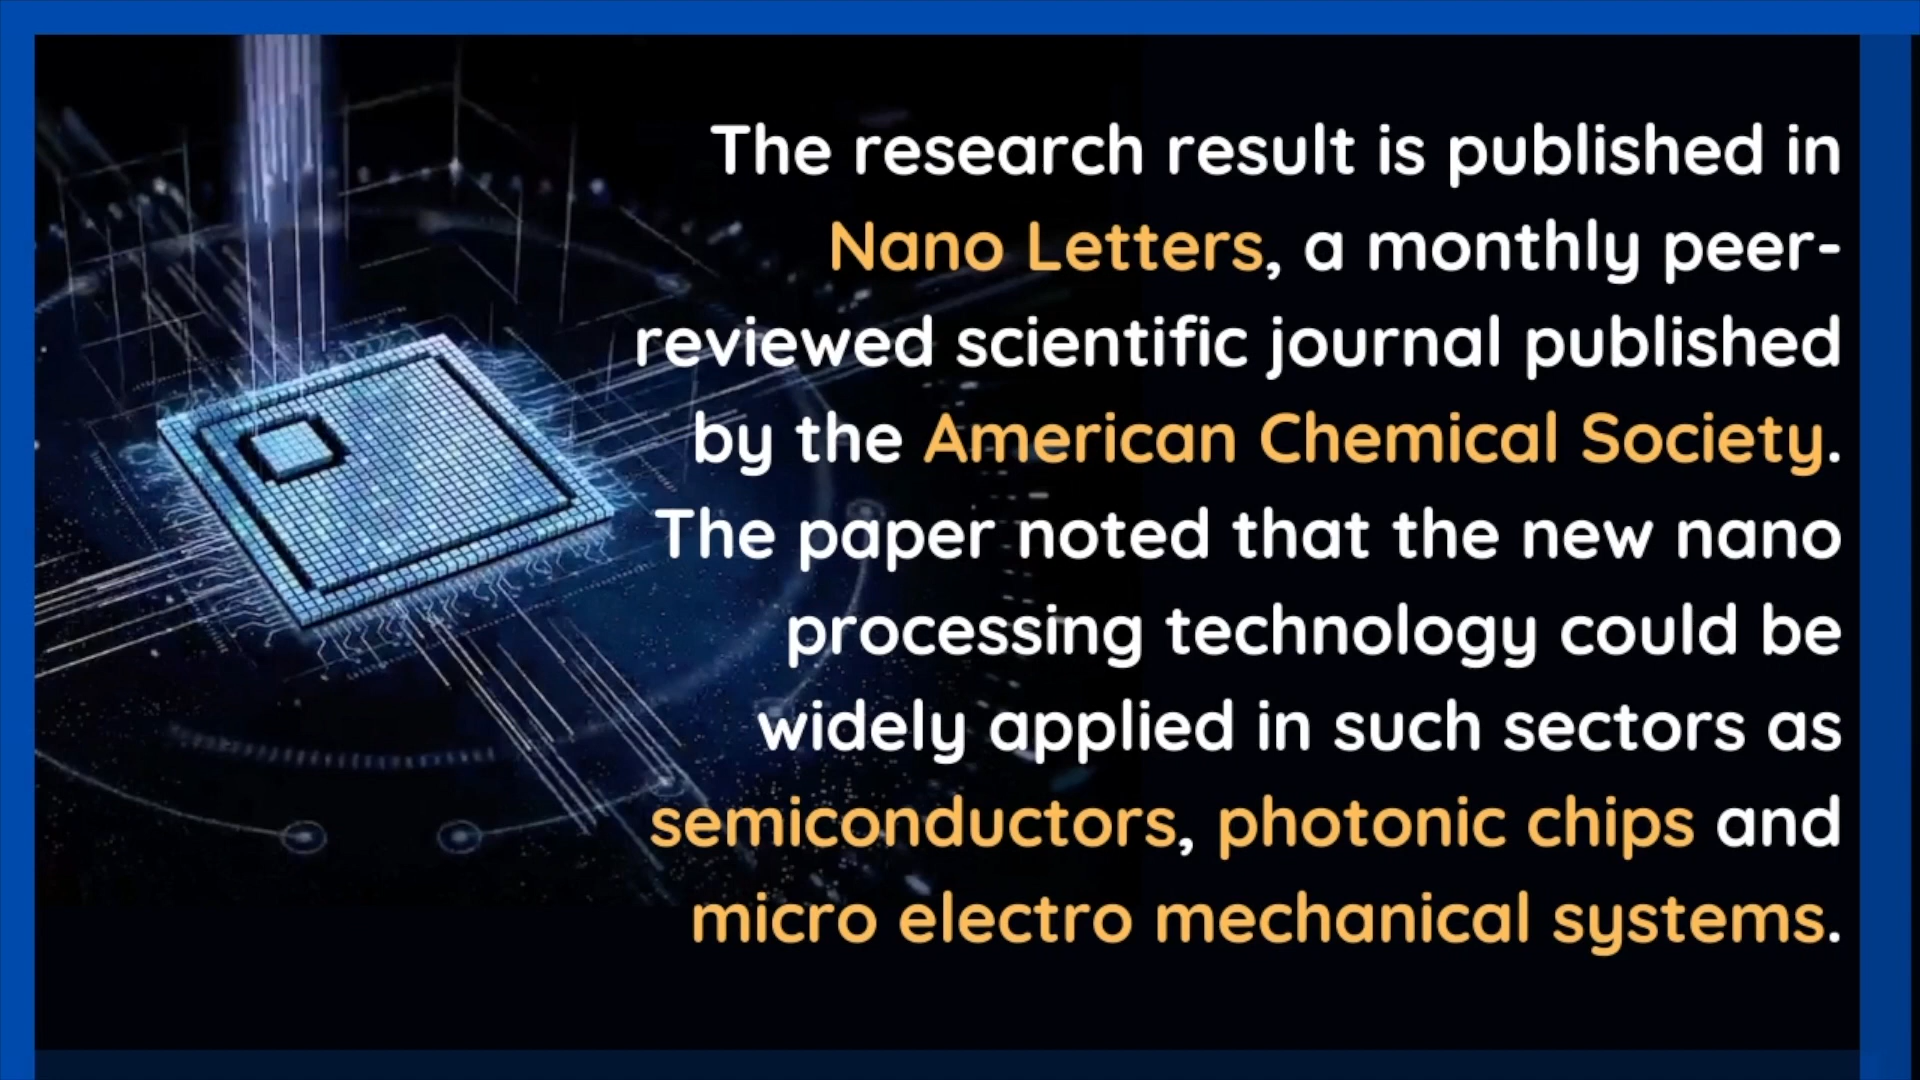 The research result is published in
Nano Letters, a monthly peer-
reviewed scientific journal published
by the American Chemical Society.
The paper noted that the new nano
processing technology could be
widely applied in such sectors as
semiconductors, photonic chips and
micro electro mechanical systems.